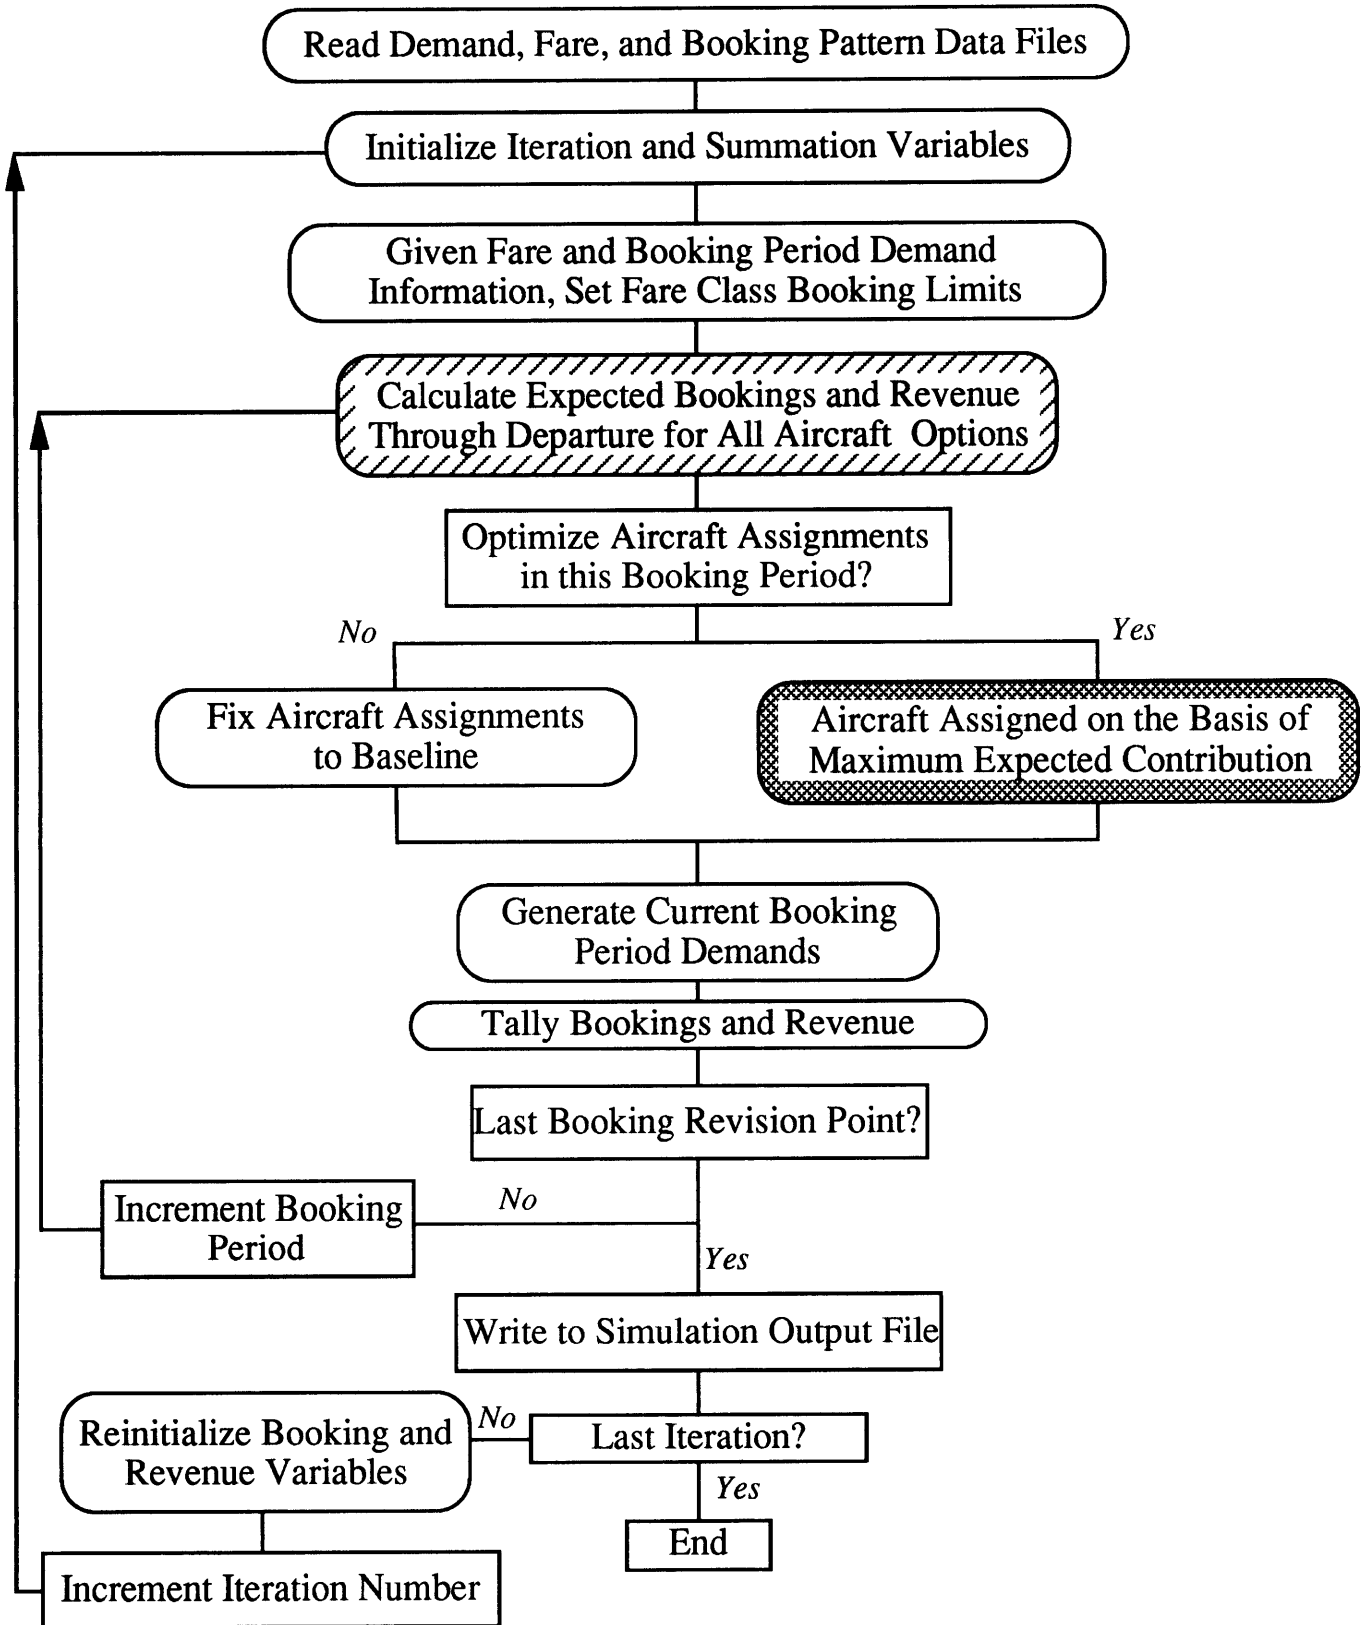 Read Demand, Fare, and Booking Pattern Data Files
Initialize Iteration and Summation Variables
Given Fare and Booking Period Demand
Information, Set Fare Class Booking Limits
Calculate Expected Bookings and Revenue
Through Departure for All Aircraft Options
Optimize Aircraft Assignments
in this Booking Period?
No
Yes
Fix Aircraft Assignments
to Baseline
Aircraft Assigned on the Basis of
Maximum Expected Contribution
Generate Current Booking
Period Demands
Tally Bookings and Revenue
Last Booking Revision Point?
No
Increment Booking
Period
Yes
Write to Simulation Output File
Reinitialize Booking and
Revenue Variables
No
Last Iteration?
Yes
End
Increment Iteration Number